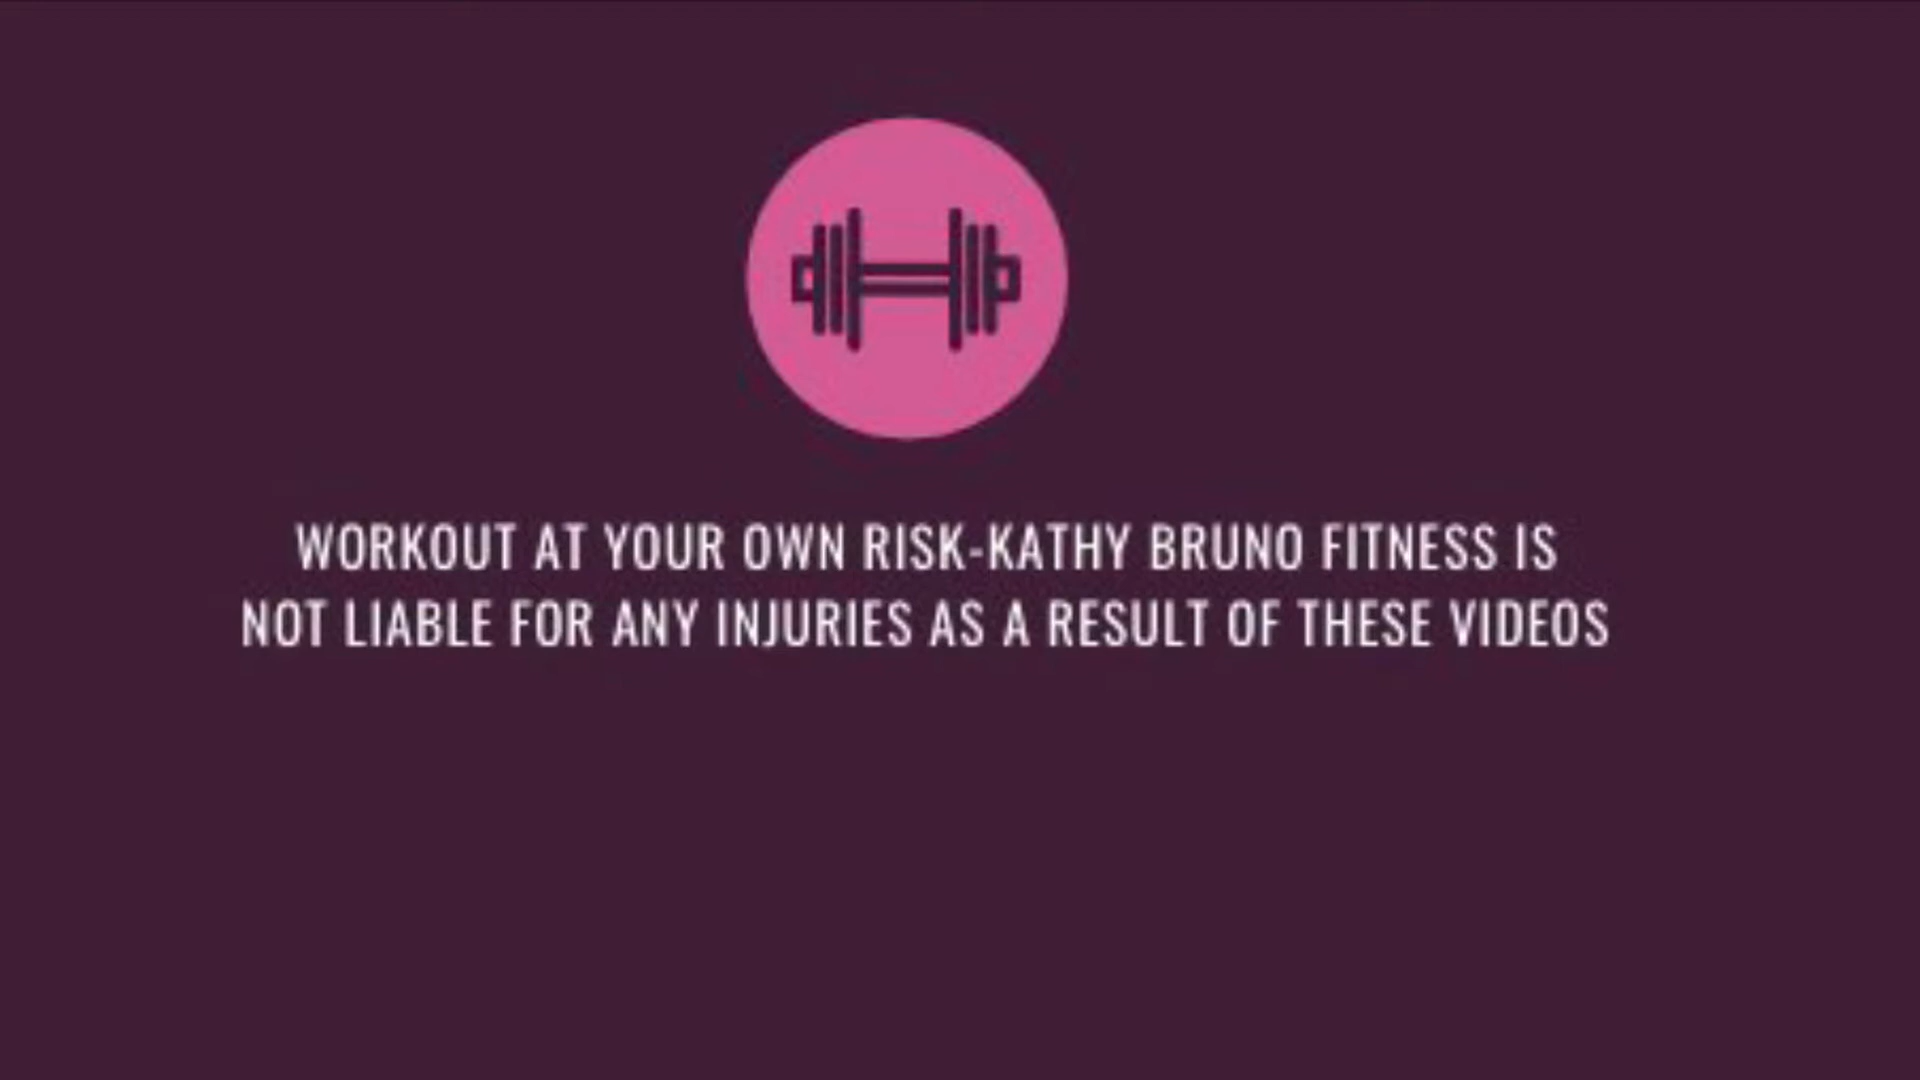 WORKOUT AT YOUR OWN RISK-KATHY BRUNO FITNESS IS
NOT LIABLE FOR ANY INJURIES AS A RESULT OF THESE VIDEOS